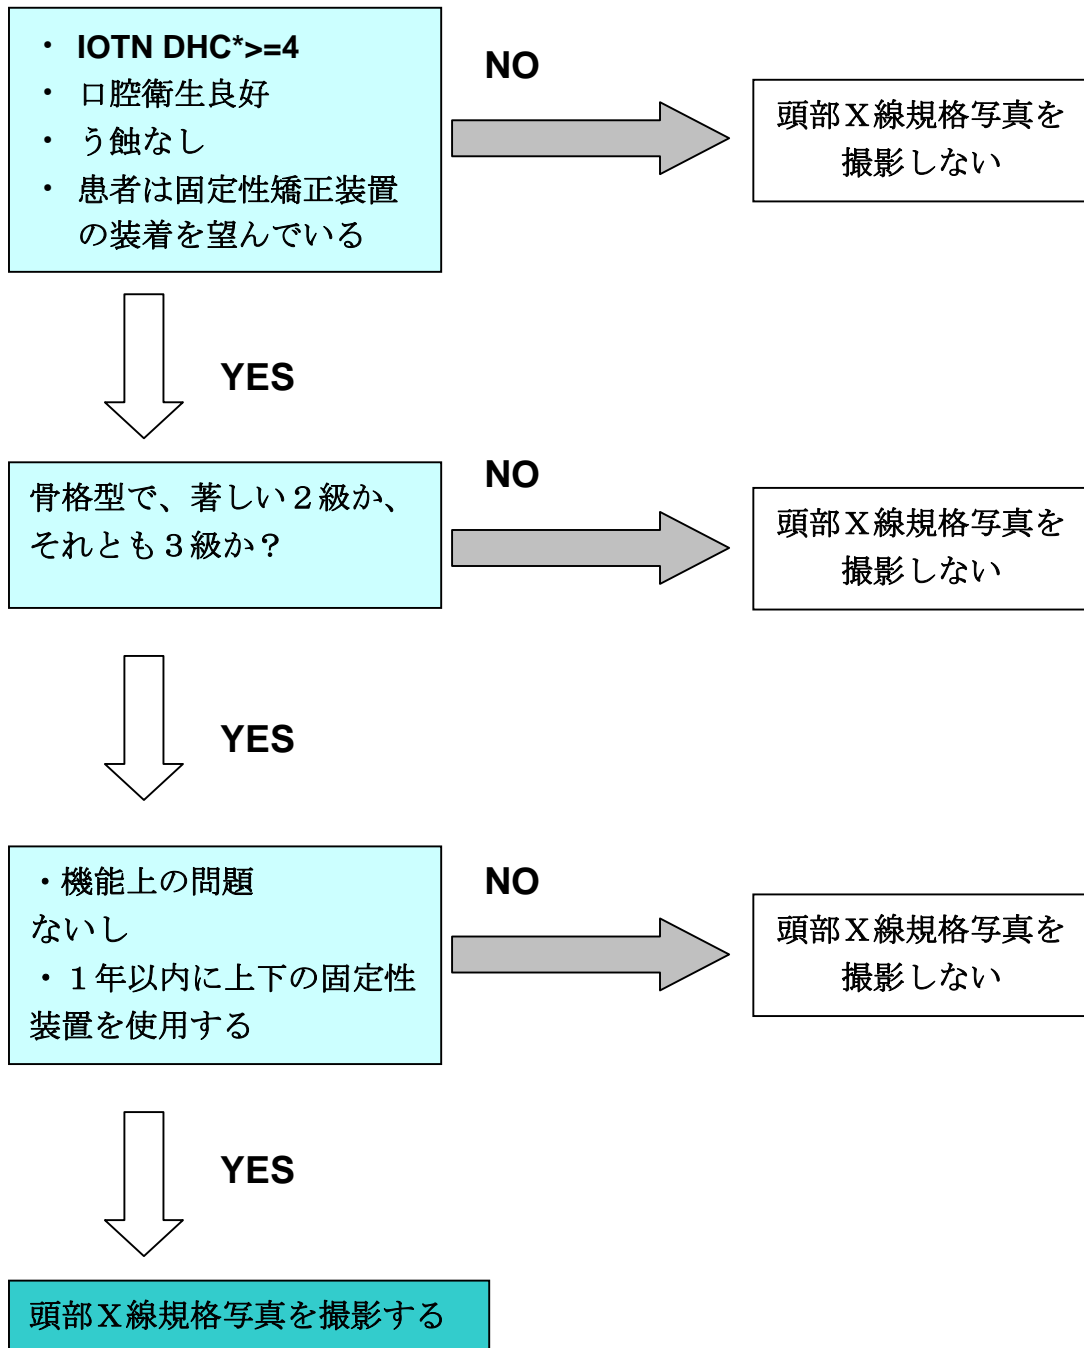 ・ IOTN DHC*>=4
・ 口腔衛生良好
・ う蝕なし
・ 患者は固定性矯正装置
の装着を望んでいる
NO
頭部Ｘ線規格写真を
撮影しない
YES
骨格型で、著しい２級か、
それとも３級か？
NO
頭部Ｘ線規格写真を
撮影しない
YES
・機能上の問題
ないし
・１年以内に上下の固定性
装置を使用する
NO
頭部Ｘ線規格写真を
撮影しない
YES
頭部Ｘ線規格写真を撮影する